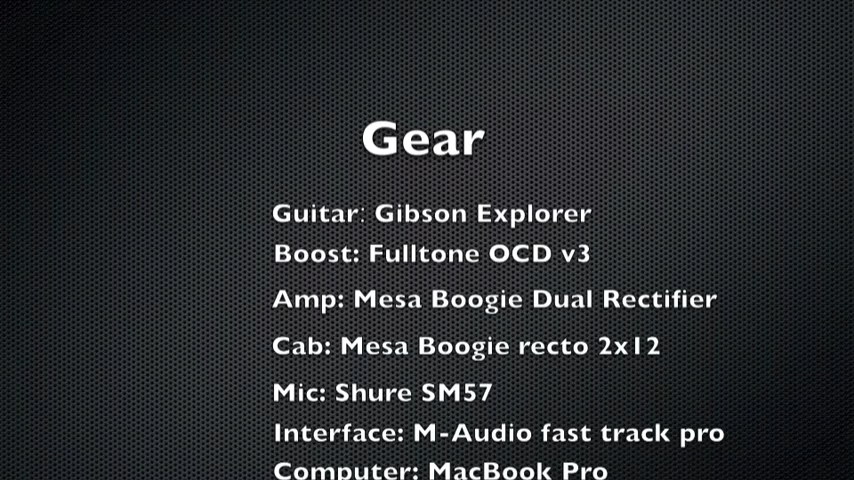 Gear
Guitar: Gibson Explorer
Boost: Fulltone OCD v3
Amp: Mesa Boogie Dual Rectifier
Cab: Mesa Boogie recto 2x12
Mic: Shure SM57
Interface: M-Audio fast track pro
Computer: MacBook Pro